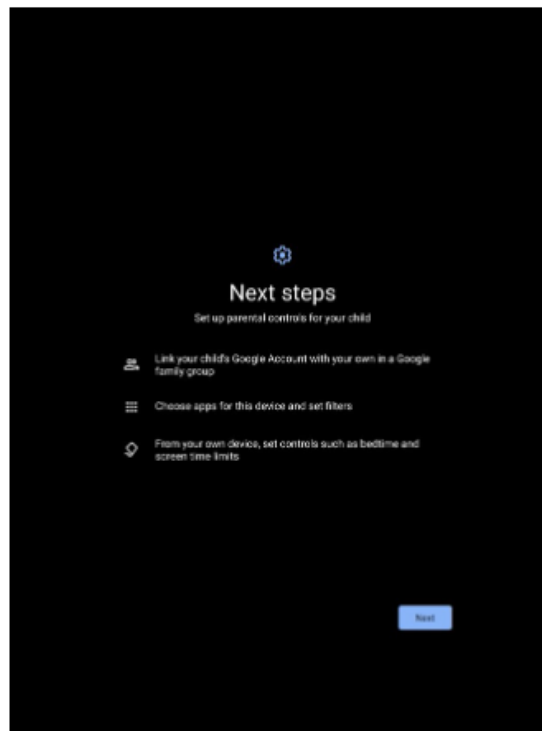 Next steps
Set up parental controls for your child
Link your child's Google Account with your own in a Google
family group
Choose apps for this device and set filters
From your own device, set controls such as bedtime and
screen time limits
Next